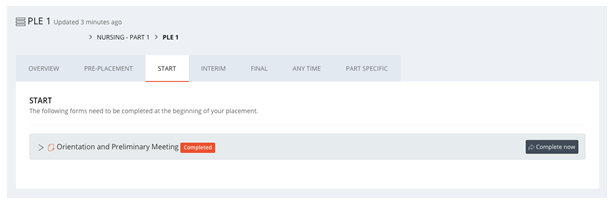 PLE 1 Updated 3 minutes ago
> NURSING - PART 1 > PLE 1
OVERVIEW PRE-PLACEMENT START INTERIM FINAL ANY TIME PART SPECIFIC
START
The following forms need to be completed at the beginning of your placement.
Orientation and Preliminary Meeting Completed Complete now